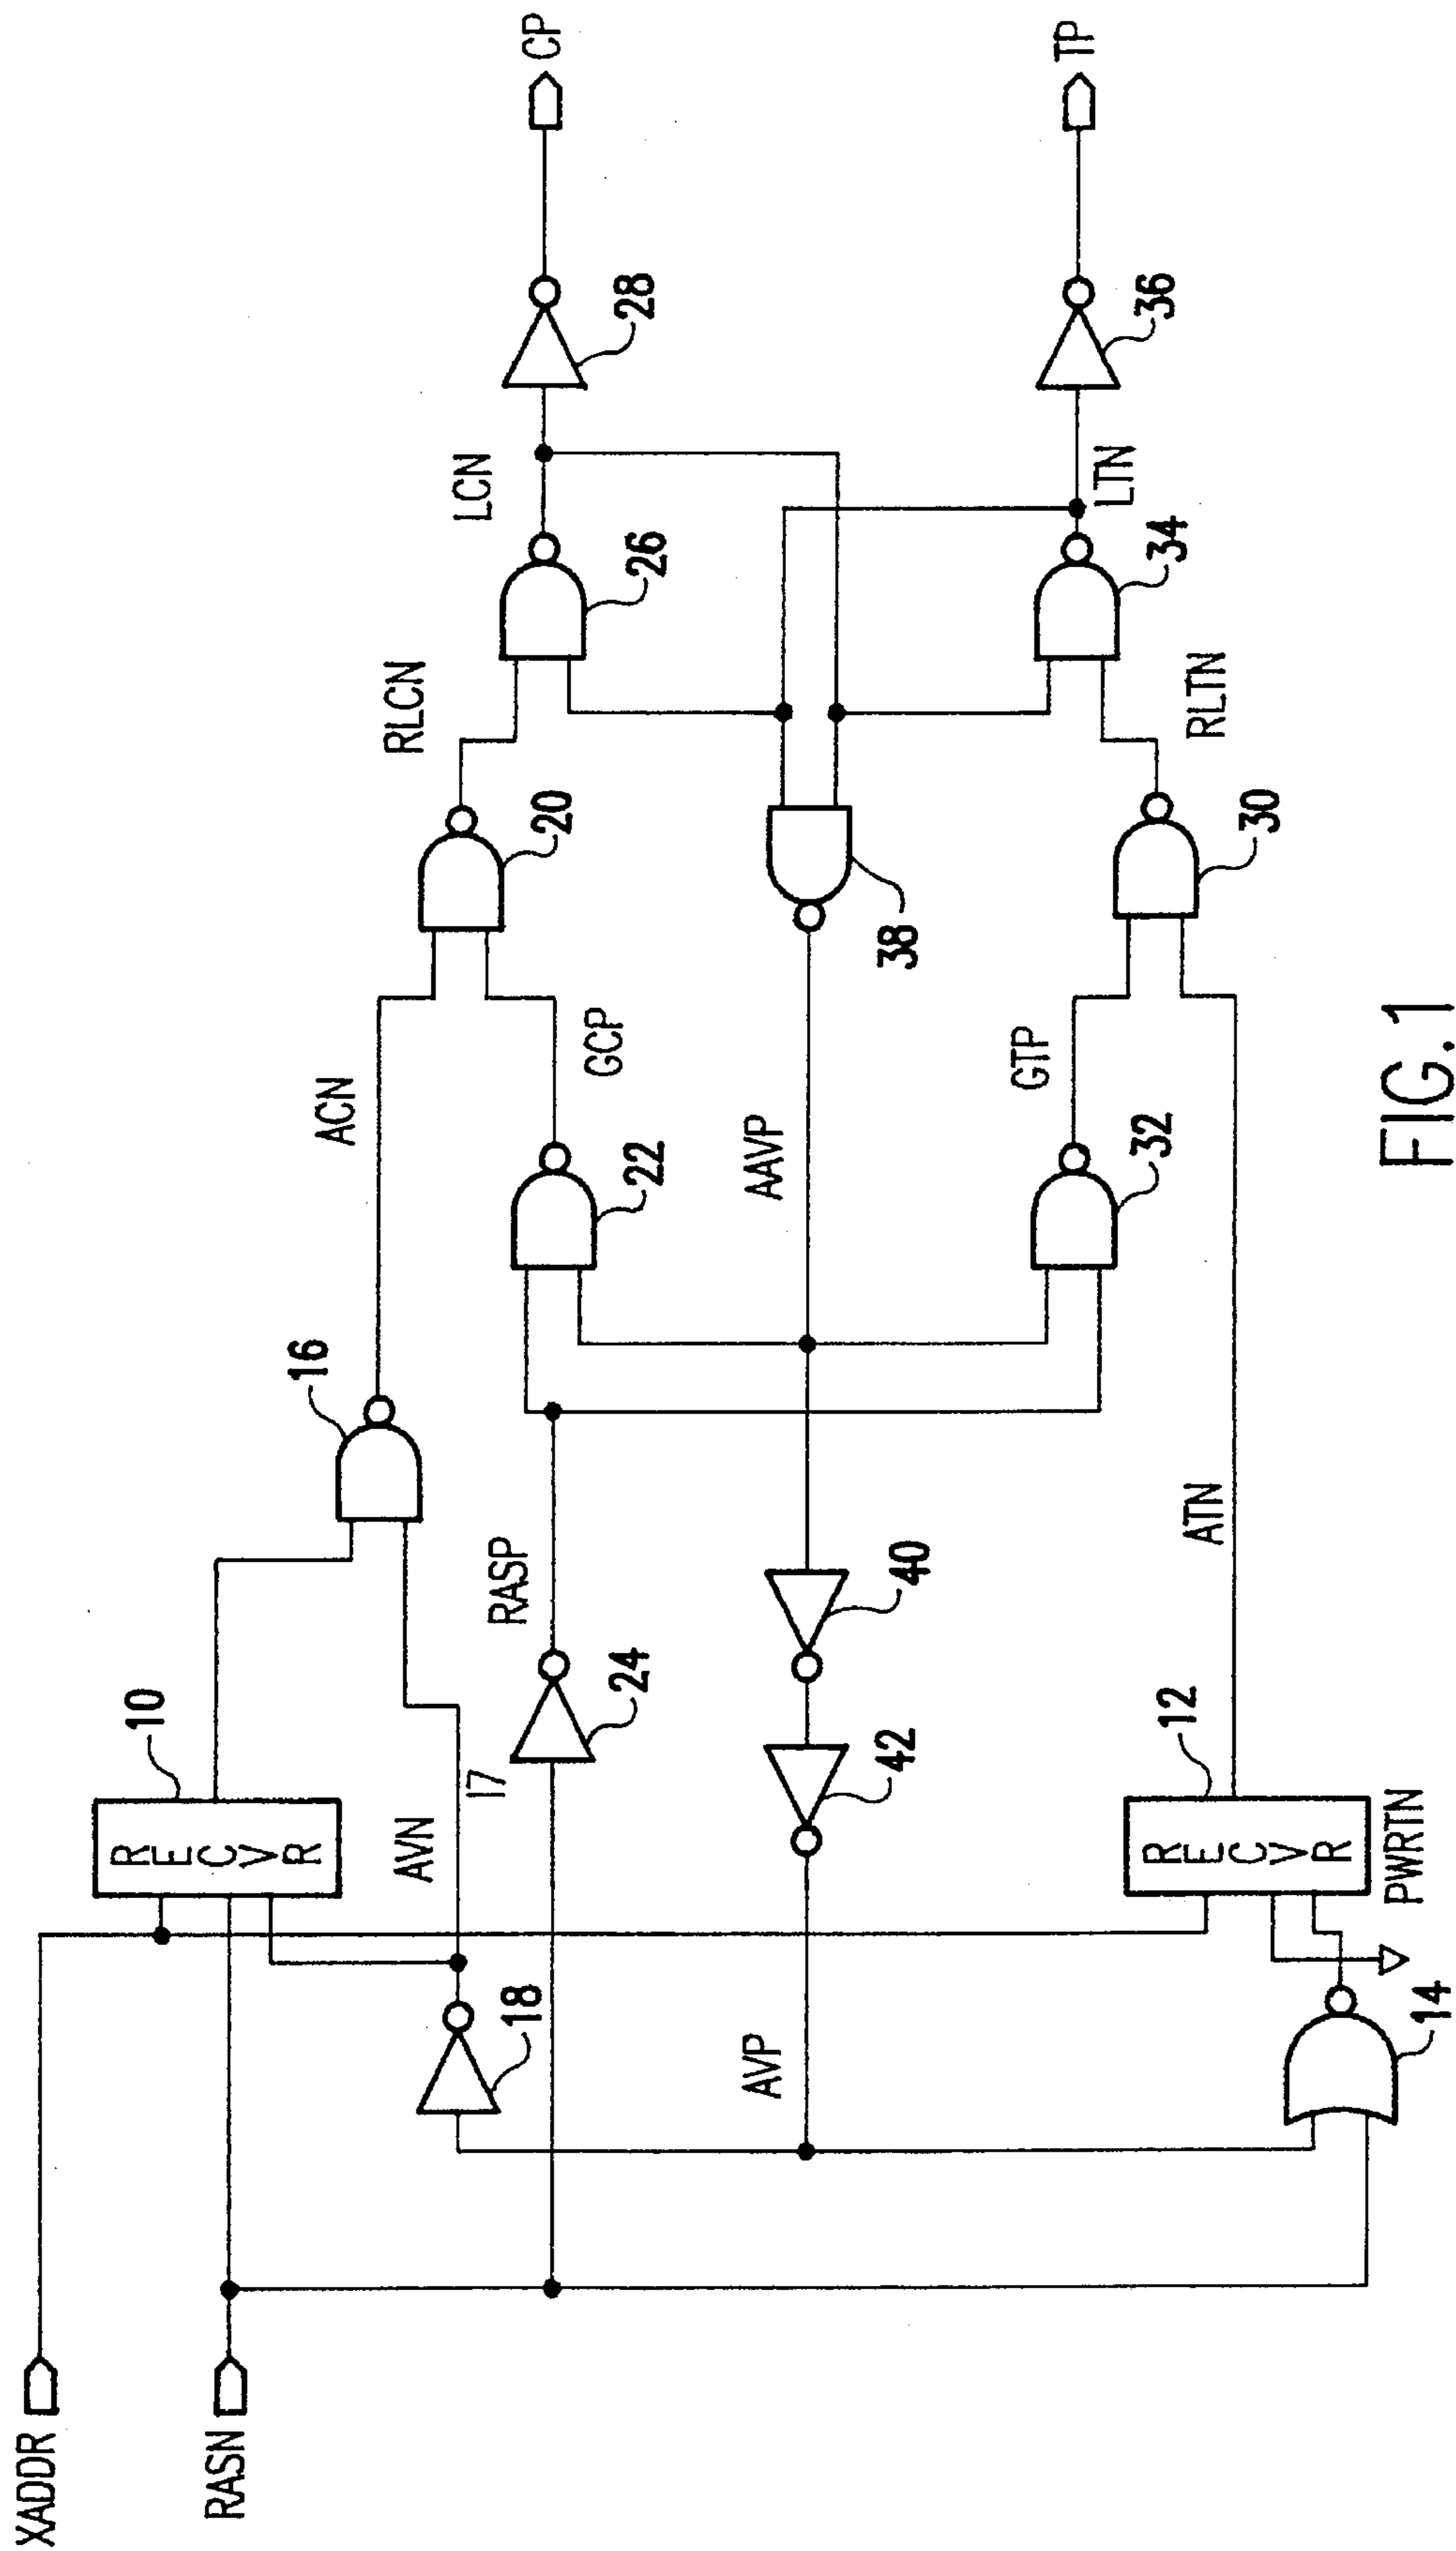 XADDR
RASN
10
RECVR
AVN
17
18
16
ACN
RASP
24
20
RLCN
22
GCP
26
LCN
28
CP
AAVP
38
40
42
AVP
32
GTP
30
RLTN
34
LTN
36
TP
12
RECVR
ATN
PWRTN
14
FIG. 1